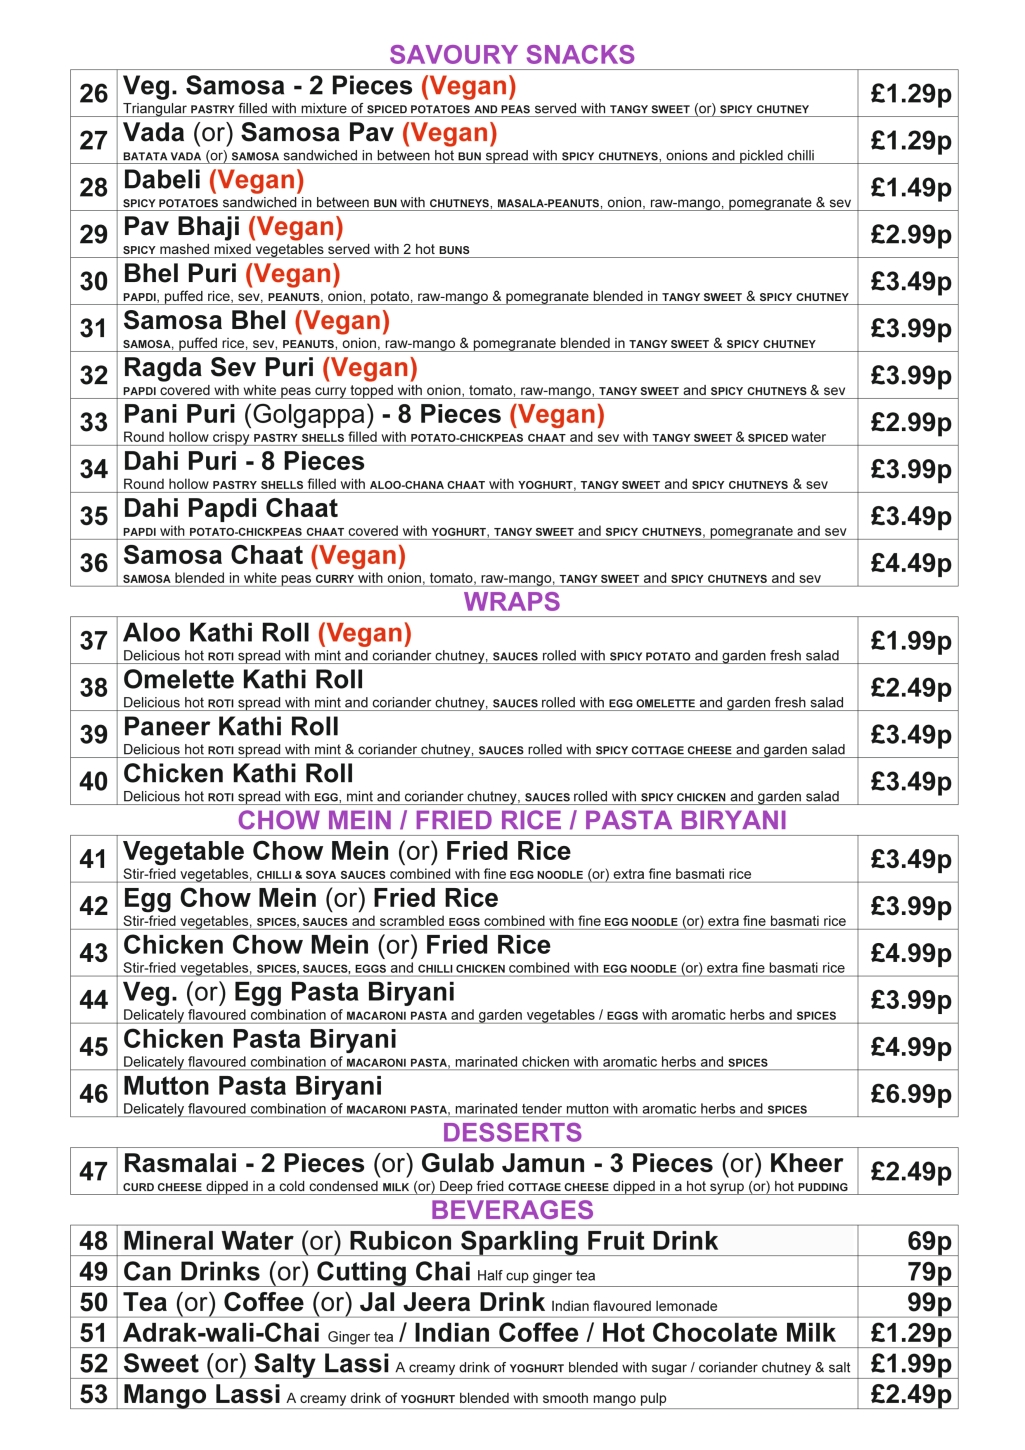 SAVOURY SNACKS
26 Veg. Samosa - 2 Pieces (Vegan) £1.29p
Triangular PASTRY filled with mixture of SPICED POTATOES AND PEAS served with TANGY SWEET (or) SPICY CHUTNEY
27 Vada (or) Samosa Pav (Vegan) £1.29p
BATATA VADA (or) SAMOSA sandwiched in between hot BUN spread with SPICY CHUTNEYS, onions and pickled chilli
28 Dabeli (Vegan) £1.49p
SPICY POTATOES sandwiched in between BUN with CHUTNEYS, MASALA-PEANUTS, onion, raw-mango, pomegranate & sev
29 Pav Bhaji (Vegan) £2.99p
SPICY mashed mixed vegetables served with 2 hot BUNS
30 Bhel Puri (Vegan) £3.49p
PAPDI, puffed rice, sev, PEANUTS, onion, potato, raw-mango & pomegranate blended in TANGY SWEET & SPICY CHUTNEY
31 Samosa Bhel (Vegan) £3.99p
SAMOSA, puffed rice, sev, PEANUTS, onion, raw-mango & pomegranate blended in TANGY SWEET & SPICY CHUTNEY
32 Ragda Sev Puri (Vegan) £3.99p
PAPDI covered with white peas curry topped with onion, tomato, raw-mango, TANGY SWEET and SPICY CHUTNEYS & sev
33 Pani Puri (Golgappa) - 8 Pieces (Vegan) £2.99p
Round hollow crispy PASTRY SHELLS filled with POTATO-CHICKPEAS CHAAT and sev with TANGY SWEET & SPICED water
34 Dahi Puri - 8 Pieces £3.99p
Round hollow PASTRY SHELLS filled with ALOO-CHANA CHAAT with YOGHURT, TANGY SWEET and SPICY CHUTNEYS & sev
35 Dahi Papdi Chaat £3.49p
PAPDI with POTATO-CHICKPEAS CHAAT covered with YOGHURT, TANGY SWEET and SPICY CHUTNEYS, pomegranate and sev
36 Samosa Chaat (Vegan) £4.49p
SAMOSA blended in white peas CURRY with onion, tomato, raw-mango, TANGY SWEET and SPICY CHUTNEYS and sev
WRAPS
37 Aloo Kathi Roll (Vegan) £1.99p
Delicious hot ROTI spread with mint and coriander chutney, SAUCES rolled with SPICY POTATO and garden fresh salad
38 Omelette Kathi Roll £2.49p
Delicious hot ROTI spread with mint and coriander chutney, SAUCES rolled with EGG OMELETTE and garden fresh salad
39 Paneer Kathi Roll £3.49p
Delicious hot ROTI spread with mint & coriander chutney, SAUCES rolled with SPICY COTTAGE CHEESE and garden salad
40 Chicken Kathi Roll £3.49p
Delicious hot ROTI spread with EGG, mint and coriander chutney, SAUCES rolled with SPICY CHICKEN and garden salad
CHOW MEIN / FRIED RICE / PASTA BIRYANI
41 Vegetable Chow Mein (or) Fried Rice £3.49p
Stir-fried vegetables, CHILLI & SOYA SAUCES combined with fine EGG NOODLE (or) extra fine basmati rice
42 Egg Chow Mein (or) Fried Rice £3.99p
Stir-fried vegetables, SPICES, SAUCES and scrambled EGGS combined with fine EGG NOODLE (or) extra fine basmati rice
43 Chicken Chow Mein (or) Fried Rice £4.99p
Stir-fried vegetables, SPICES, SAUCES, EGGS and CHILLI CHICKEN combined with EGG NOODLE (or) extra fine basmati rice
44 Veg. (or) Egg Pasta Biryani £3.99p
Delicately flavoured combination of MACARONI PASTA and garden vegetables / EGGS with aromatic herbs and SPICES
45 Chicken Pasta Biryani £4.99p
Delicately flavoured combination of MACARONI PASTA, marinated chicken with aromatic herbs and SPICES
46 Mutton Pasta Biryani £6.99p
Delicately flavoured combination of MACARONI PASTA, marinated tender mutton with aromatic herbs and SPICES
DESSERTS
47 Rasmalai - 2 Pieces (or) Gulab Jamun - 3 Pieces (or) Kheer £2.49p
CURD CHEESE dipped in a cold condensed MILK (or) Deep fried COTTAGE CHEESE dipped in a hot syrup (or) hot PUDDING
BEVERAGES
48 Mineral Water (or) Rubicon Sparkling Fruit Drink 69p
49 Can Drinks (or) Cutting Chai Half cup ginger tea 79p
50 Tea (or) Coffee (or) Jal Jeera Drink Indian flavoured lemonade 99p
51 Adrak-wali-Chai Ginger tea / Indian Coffee / Hot Chocolate Milk £1.29p
52 Sweet (or) Salty Lassi A creamy drink of YOGHURT blended with sugar / coriander chutney & salt £1.99p
53 Mango Lassi A creamy drink of YOGHURT blended with smooth mango pulp £2.49p